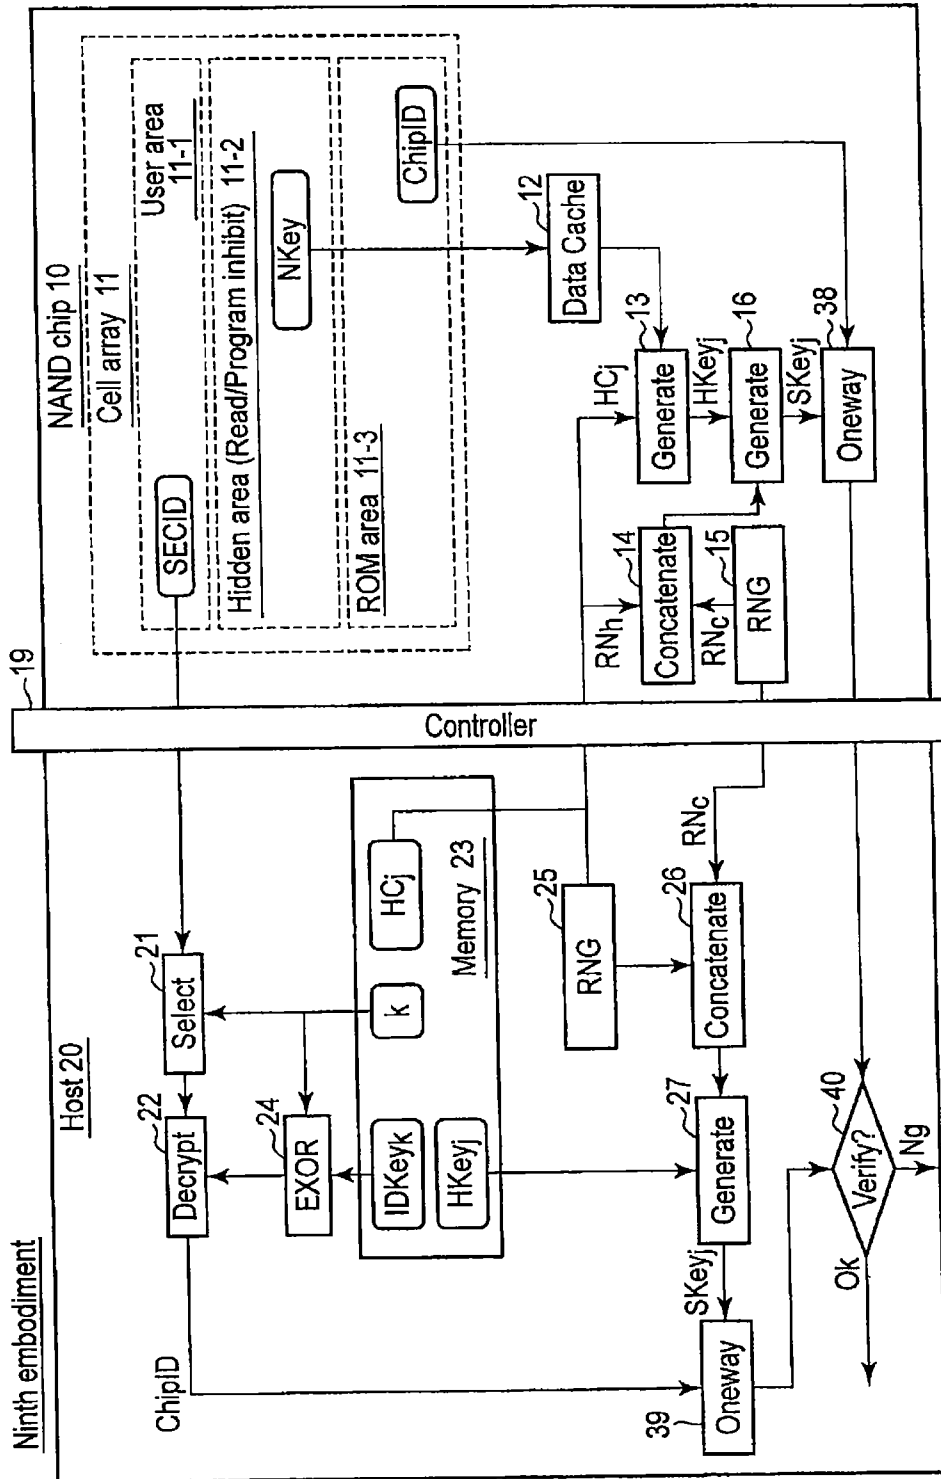 Ninth embodiment
Host 20
NAND chip 10
Cell array 11
User area
11-1
SECID
Hidden area (Read/Program inhibit) 11-2
NKey
ROM area 11-3
ChipID
19
Controller
12
Data Cache
HCj
13
Generate
HKeyj
16
Generate
SKeyj
38
Oneway
RNh
14
Concatenate
RNc
15
RNG
21
Select
22
Decrypt
24
EXOR
ChipID
IDKeyk
HKeyj
k
HCj
Memory 23
25
RNG
RNc
26
Concatenate
27
Generate
SKeyj
39
Oneway
40
Verify?
Ok
Ng